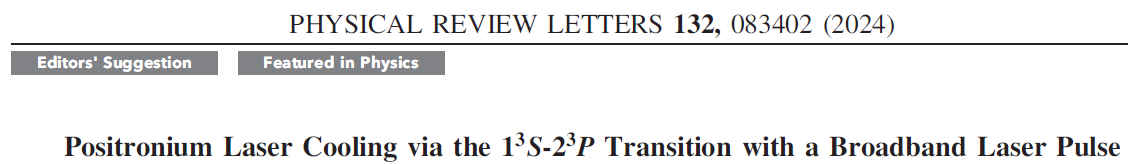 PHYSICAL REVIEW LETTERS 132, 083402 (2024)
Editors' Suggestion Featured in Physics
Positronium Laser Cooling via the 1³S-2³P Transition with a Broadband Laser Pulse